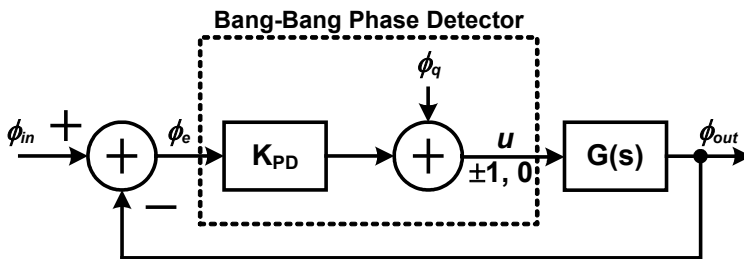 Bang-Bang Phase Detector
ϕq
ϕin + ϕe KPD + u G(s) ϕout
±1, 0
−